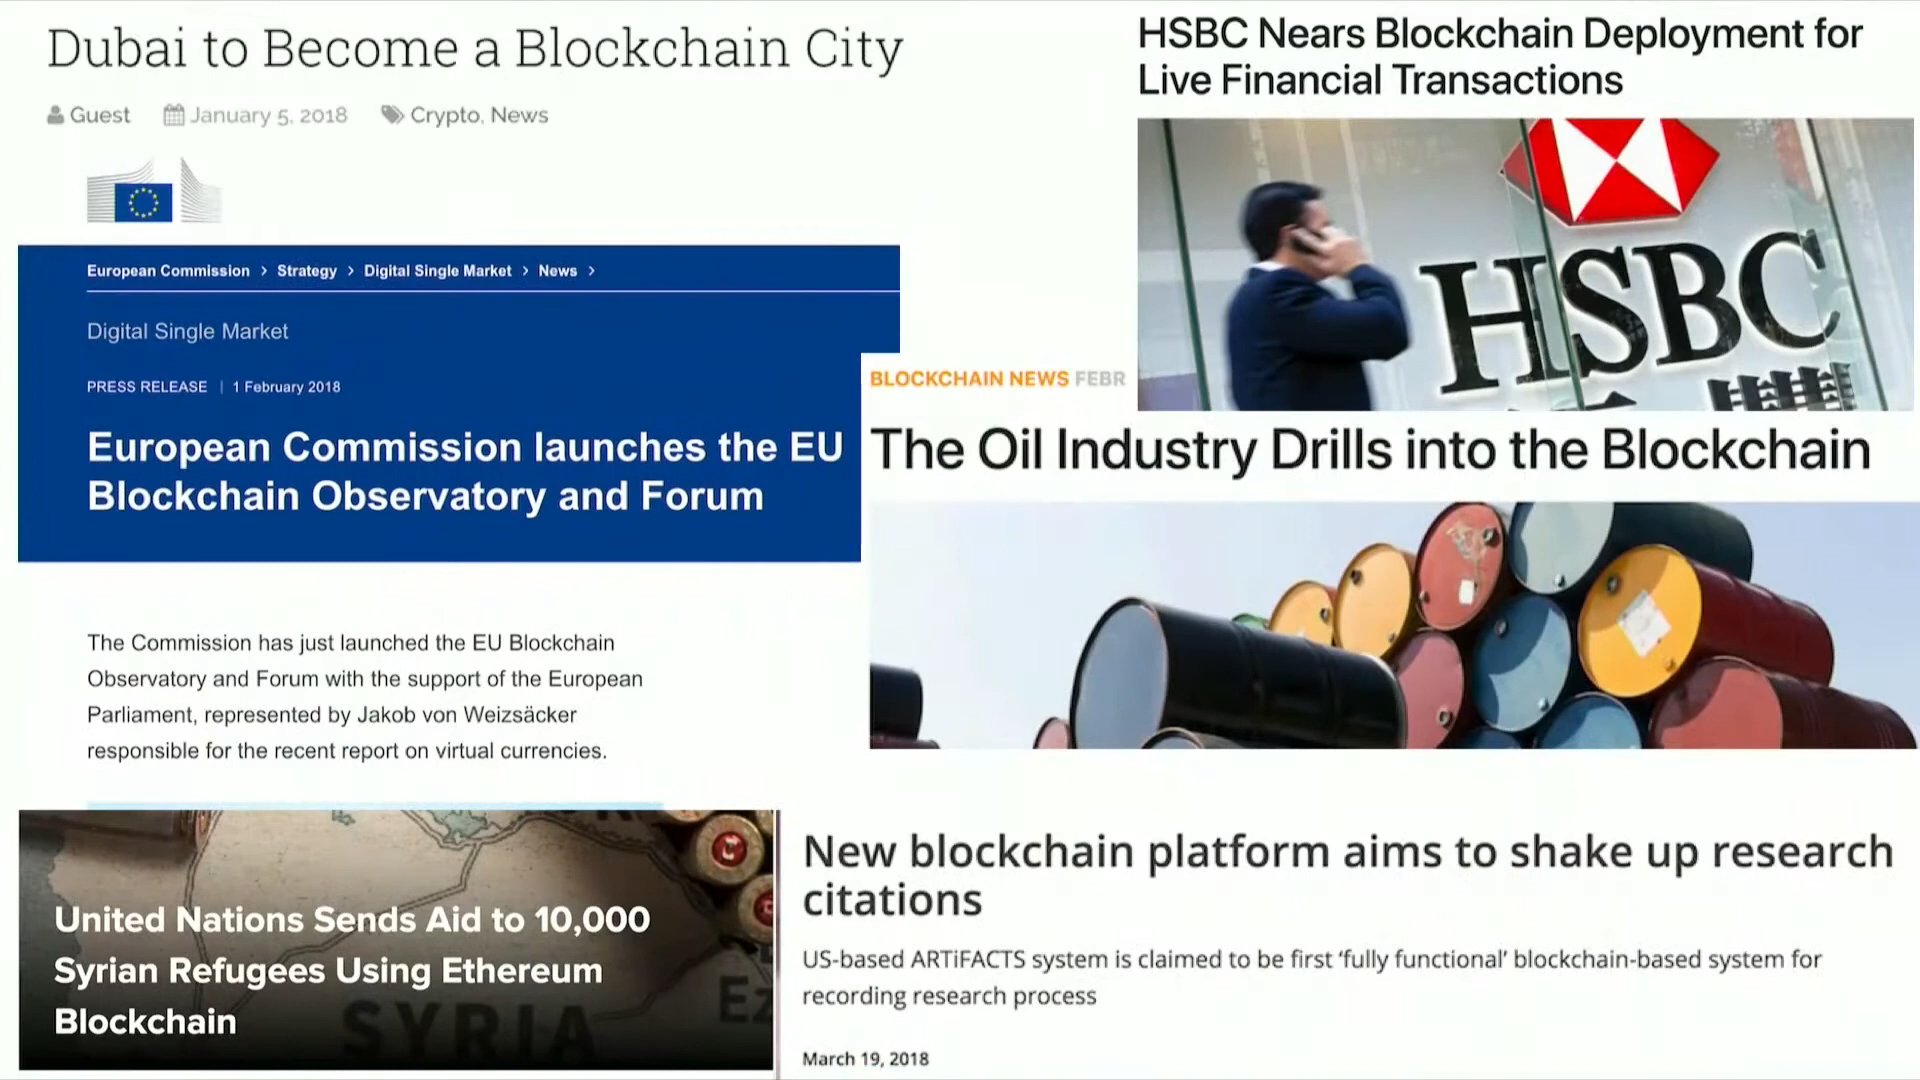 Dubai to Become a Blockchain City
Guest January 5, 2018 Crypto, News
European Commission > Strategy > Digital Single Market > News >
Digital Single Market
PRESS RELEASE | 1 February 2018
European Commission launches the EU
Blockchain Observatory and Forum
The Commission has just launched the EU Blockchain
Observatory and Forum with the support of the European
Parliament, represented by Jakob von Weizsäcker
responsible for the recent report on virtual currencies.
United Nations Sends Aid to 10,000
Syrian Refugees Using Ethereum
Blockchain
SYRIA
HSBC Nears Blockchain Deployment for
Live Financial Transactions
HSBC
BLOCKCHAIN NEWS FEBR
The Oil Industry Drills into the Blockchain
New blockchain platform aims to shake up research
citations
US-based ARTiFACTS system is claimed to be first ‘fully functional’ blockchain-based system for
recording research process
March 19, 2018